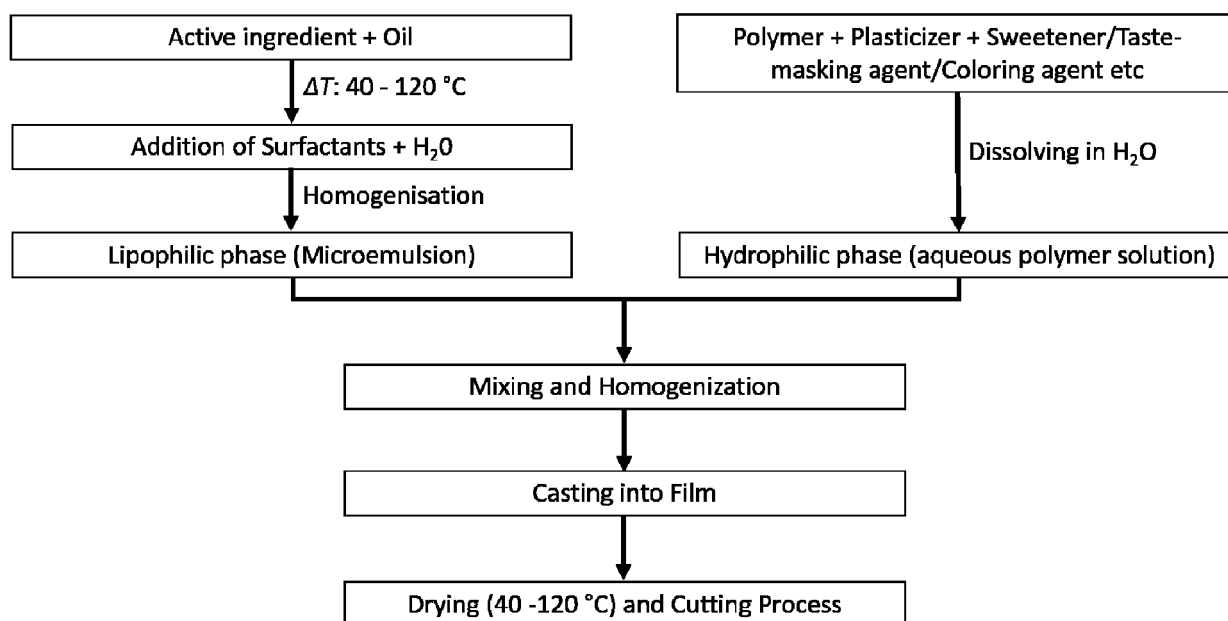 Active ingredient + Oil
ΔT: 40 - 120 °C
Addition of Surfactants + H₂0
Homogenisation
Lipophilic phase (Microemulsion)
Polymer + Plasticizer + Sweetener/Taste-
masking agent/Coloring agent etc
Dissolving in H₂O
Hydrophilic phase (aqueous polymer solution)
Mixing and Homogenization
Casting into Film
Drying (40 -120 °C) and Cutting Process